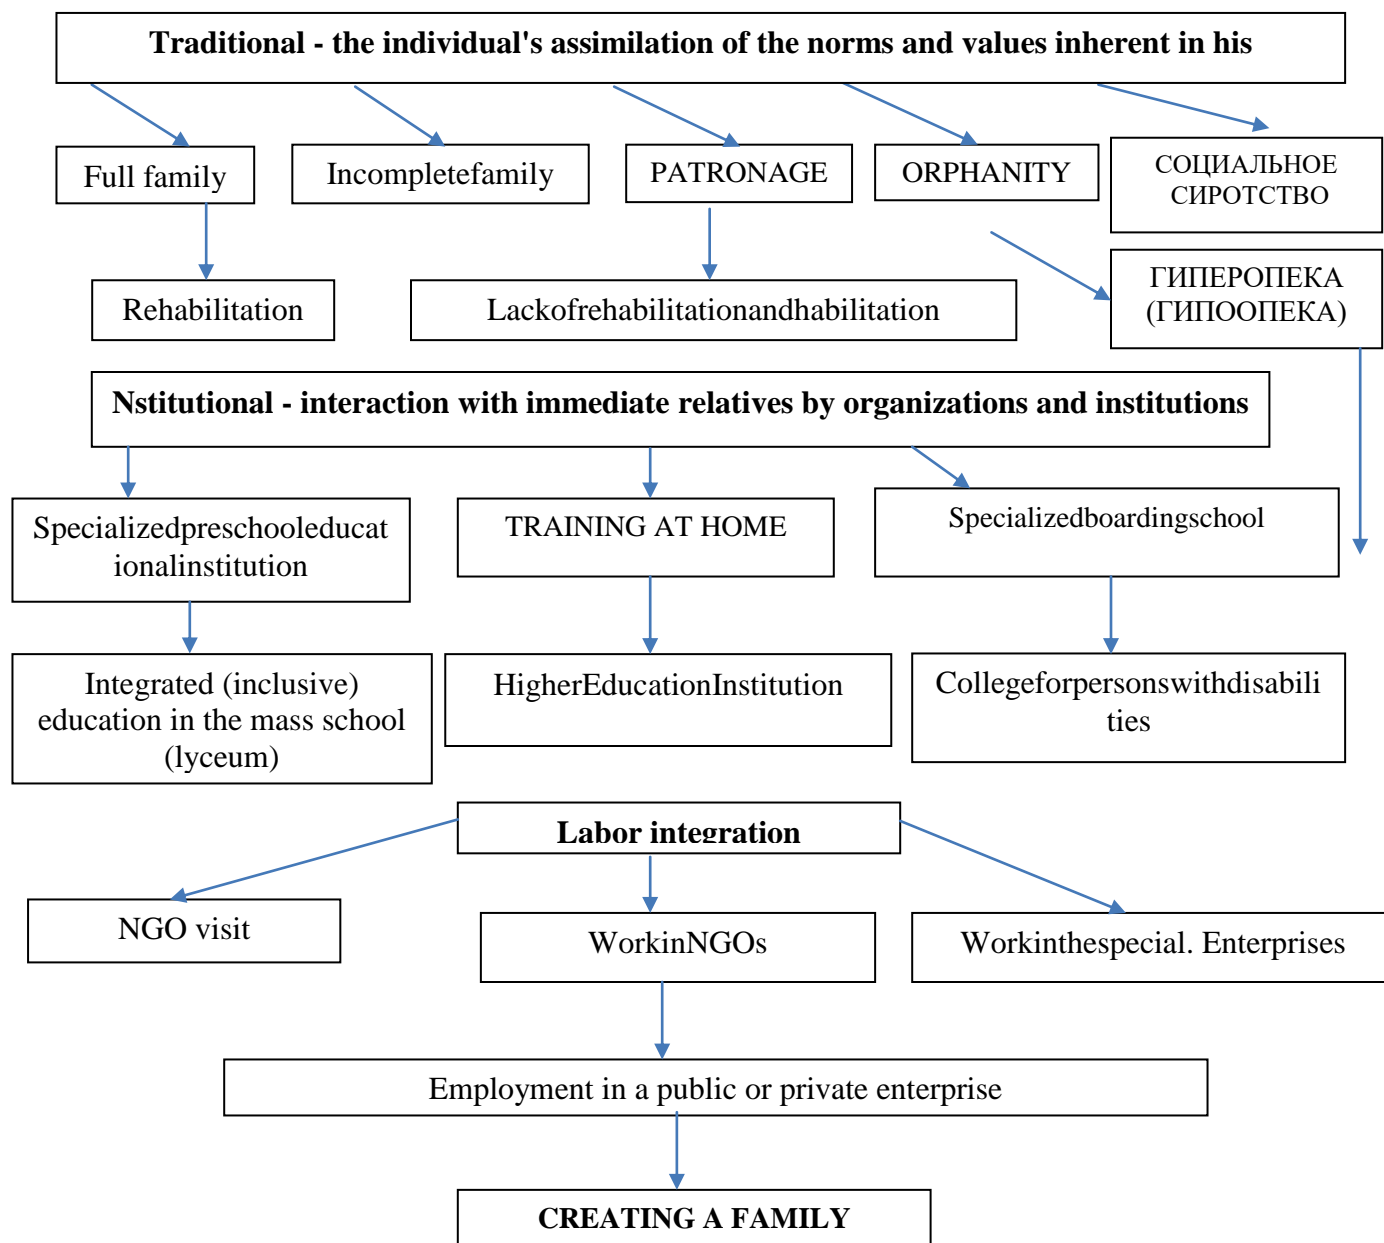 Traditional - the individual's assimilation of the norms and values inherent in his
Full family
Incompletefamily
PATRONAGE
ORPHANITY
СОЦИАЛЬНОЕ
СИРОТСТВО
Rehabilitation
Lackofrehabilitationandhabilitation
ГИПЕРОПЕКА
(ГИПООПЕКА)
Nstitutional - interaction with immediate relatives by organizations and institutions
Specializedpreschooleducat
ionalinstitution
TRAINING AT HOME
Specializedboardingschool
Integrated (inclusive)
education in the mass school
(lyceum)
HigherEducationInstitution
Collegeforpersonswithdisabili
ties
Labor integration
NGO visit
WorkinNGOs
Workinthespecial. Enterprises
Employment in a public or private enterprise
CREATING A FAMILY